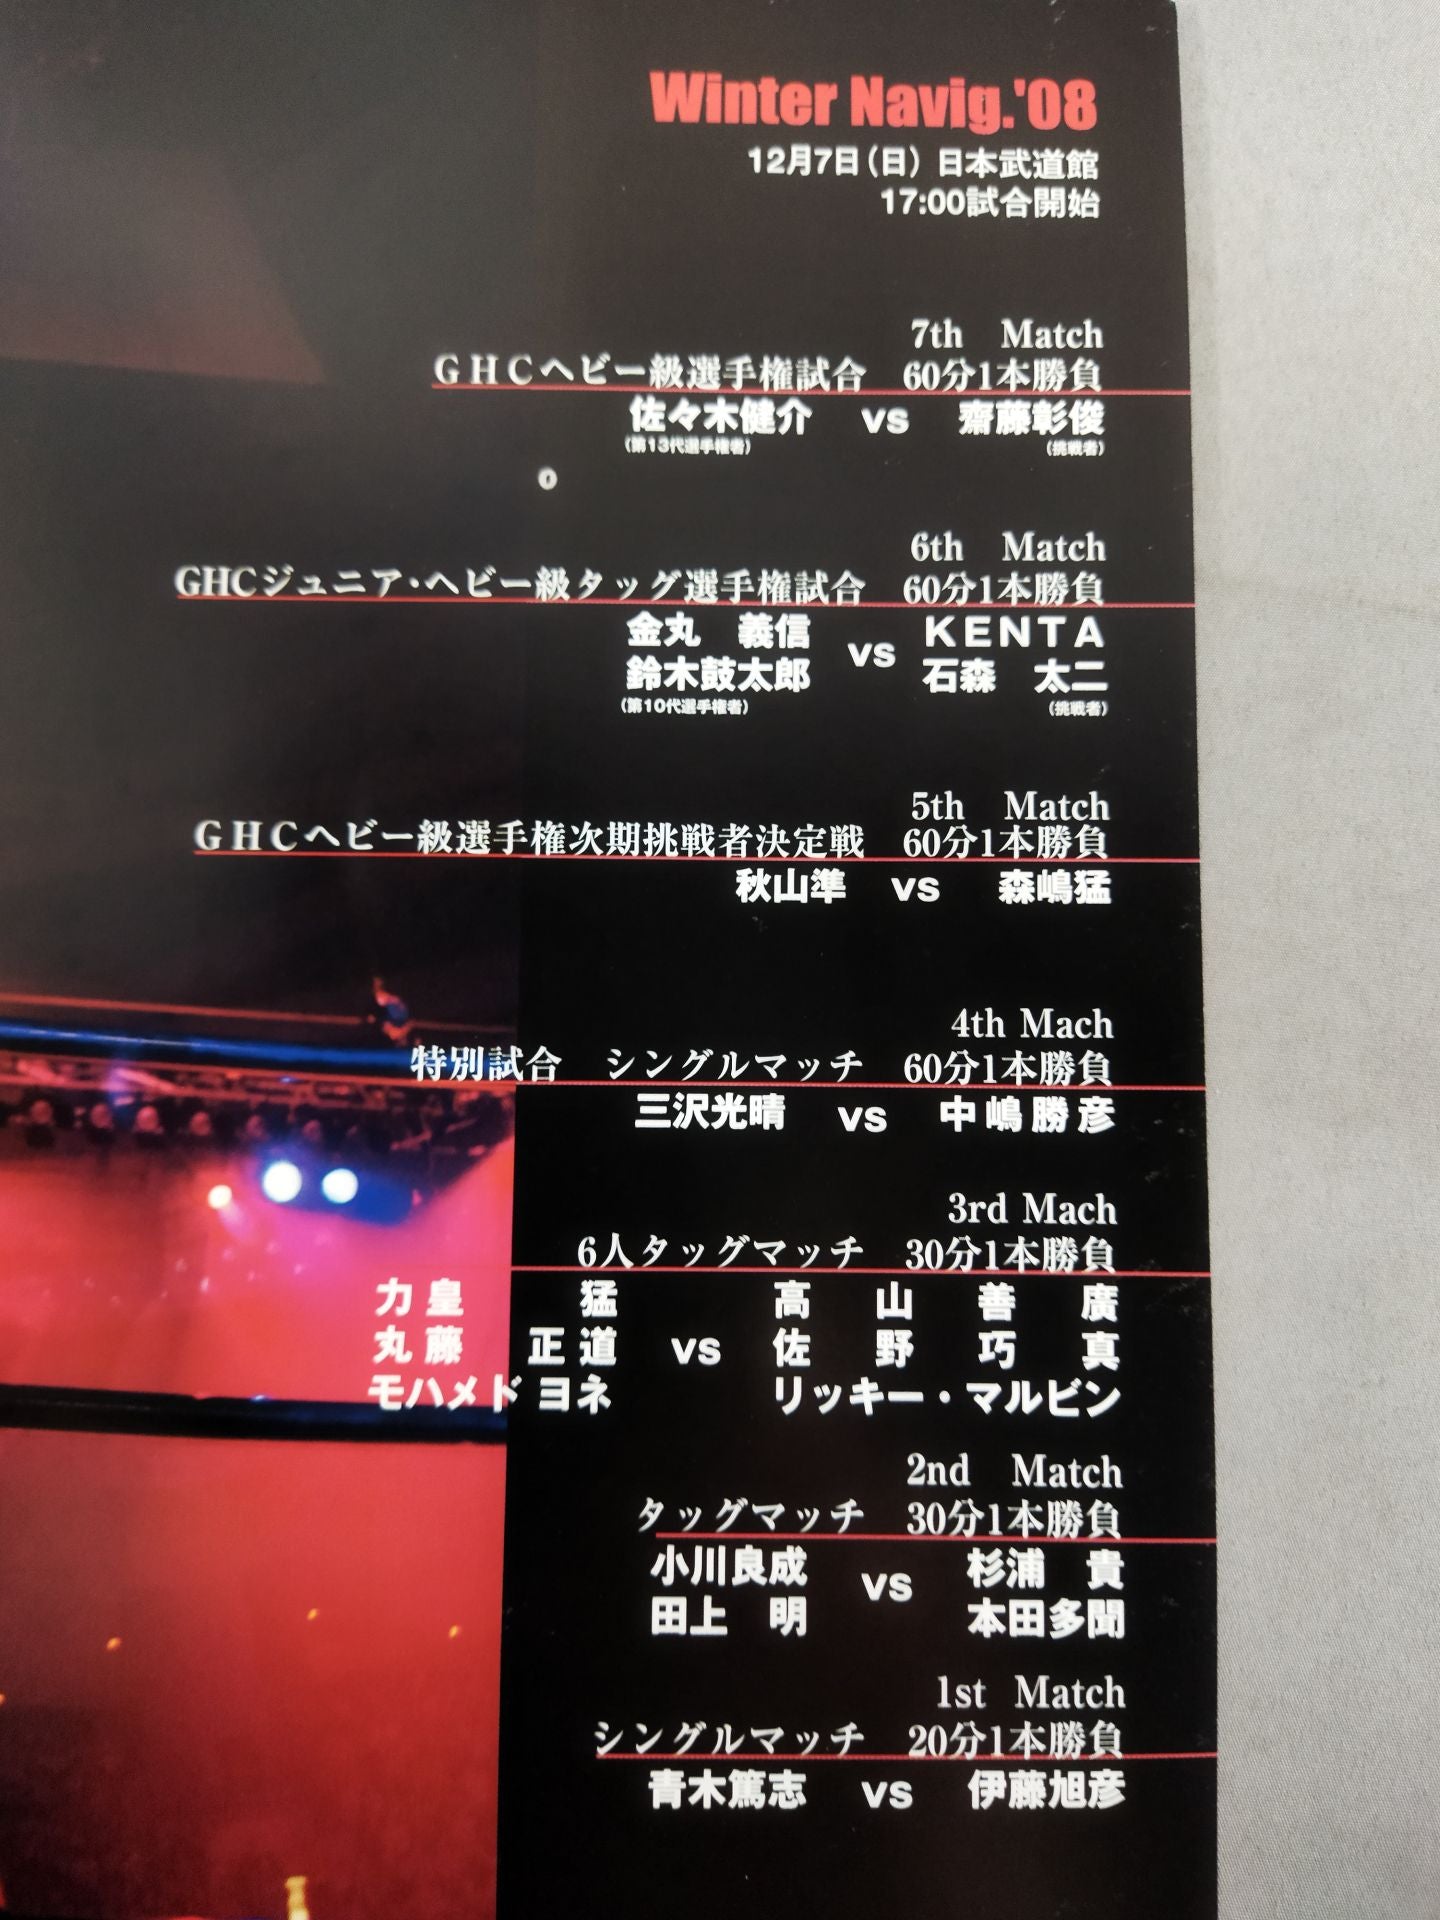 Winter Navig.'08
12月7日(日) 日本武道館
17:00試合開始
7th Match
GHCヘビー級選手権試合 60分1本勝負
佐々木健介 vs 齋藤彰俊
(第13代選手権者) (挑戦者)
6th Match
GHCジュニア・ヘビー級タッグ選手権試合 60分1本勝負
金丸 義信 vs KENTA
鈴木鼓太郎 石森 太二
(第10代選手権者) (挑戦者)
5th Match
GHCヘビー級選手権次期挑戦者決定戦 60分1本勝負
秋山準 vs 森嶋猛
4th Mach
特別試合 シングルマッチ 60分1本勝負
三沢光晴 vs 中嶋勝彦
3rd Mach
6人タッグマッチ 30分1本勝負
力皇 猛 高山善廣
丸藤 正道 vs 佐野巧真
モハメド ヨネ リッキー・マルビン
2nd Match
タッグマッチ 30分1本勝負
小川良成 vs 杉浦 貴
田上 明 本田多聞
1st Match
シングルマッチ 20分1本勝負
青木篤志 vs 伊藤旭彦